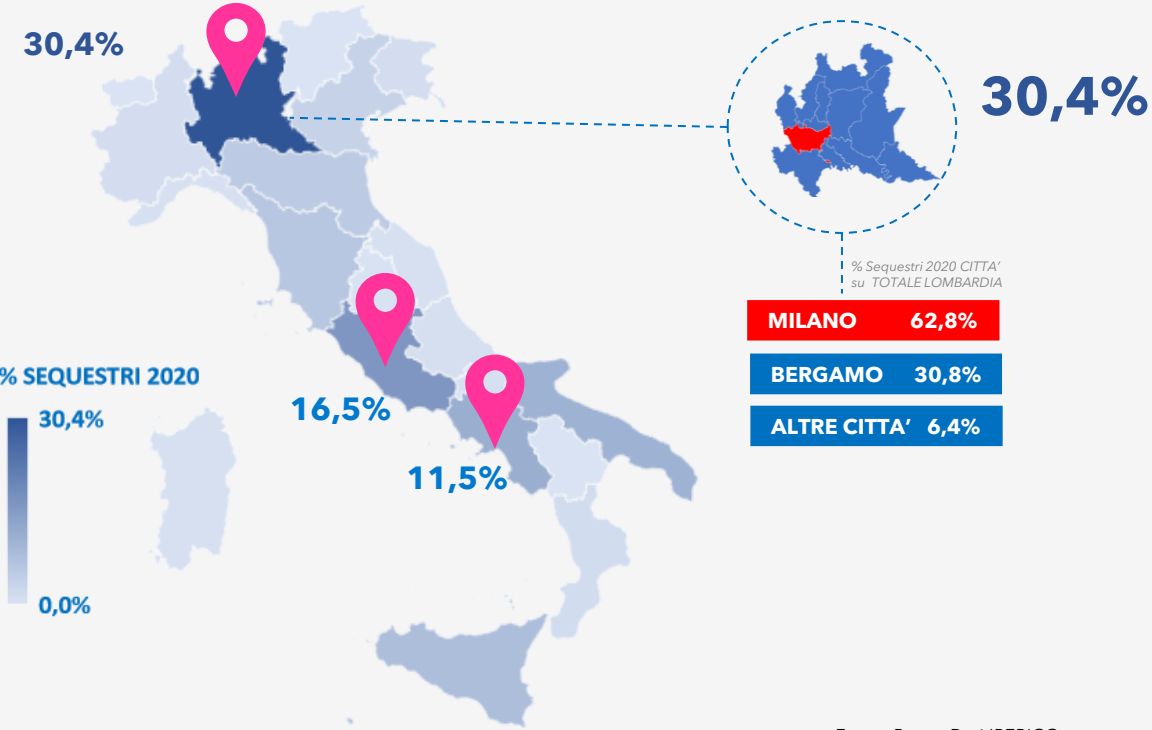 30,4%
30,4%
% Sequestri 2020 CITTA'
su TOTALE LOMBARDIA
MILANO 62,8%
BERGAMO 30,8%
ALTRE CITTA' 6,4%
% SEQUESTRI 2020
30,4%
0,0%
16,5%
11,5%